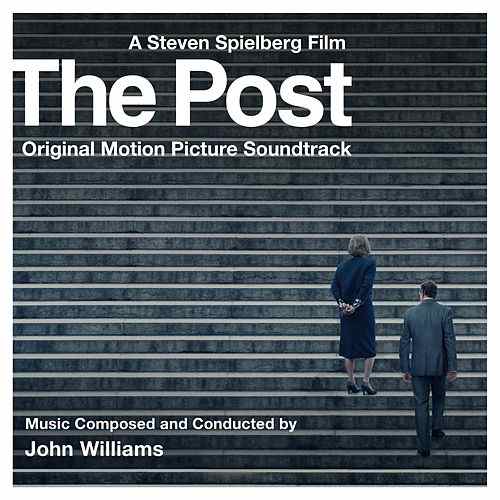 A Steven Spielberg Film
The Post
Original Motion Picture Soundtrack
Music Composed and Conducted by
John Williams